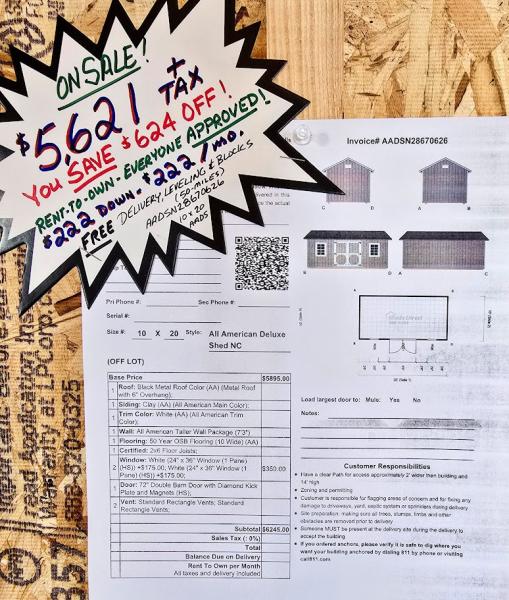 ON SALE!
$5,621 + TAX
YOU SAVE $624 OFF!
RENT-TO-OWN - EVERYONE APPROVED!
$222 DOWN - $222 / mo.
FREE DELIVERY, LEVELING & BLOCKS
(50-MILES)
AADSN28670626
10 x 20
AADS
Invoice# AADSN28670626
Pri Phone #:
Sec Phone #:
Serial #:
Size #: 10 X 20 Style: All American Deluxe
Shed NC
(OFF LOT)
Base Price $5895.00
1 Roof: Black Metal Roof Color (AA) (Metal Roof
with 6" Overhang);
1 Siding: Clay (AA) (All American Main Color);
1 Trim Color: White (AA) (All American Trim
Color);
1 Wall: All American Taller Wall Package (7'3")
1 Flooring: 50 Year OSB Flooring (10 Wide) (AA)
1 Certified: 2x6 Floor Joists;
2 Window: White (24" x 36" Window (1 Pane)
(HS)) +$175.00; White (24" x 36" Window (1
Pane) (HS)) +$175.00; $350.00
1 Door: 72" Double Barn Door with Diamond Kick
Plate and Magnets (HS);
2 Vent: Standard Rectangle Vents; Standard
Rectangle Vents;
Subtotal $6245.00
Sales Tax (: 0%)
Total
Balance Due on Delivery
Rent To Own per Month
All taxes and delivery included
Load largest door to: Mule: Yes No
Notes:
Customer Responsibilities
• Have a clear Path for access approximately 2' wider than building and
14' high
• Zoning and permitting
• Customer is responsible for flagging areas of concern and for fixing any
damage to driveways, yard, septic system or sprinklers during delivery
• Site preparation, making sure all trees, stumps, limbs and other
obstacles are removed prior to delivery
• Someone MUST be present at the delivery site during the delivery to
accept the building
• If you ordered anchors, please verify it is safe to dig where you
want your building anchored by dialing 811 by phone or visiting
call811.com